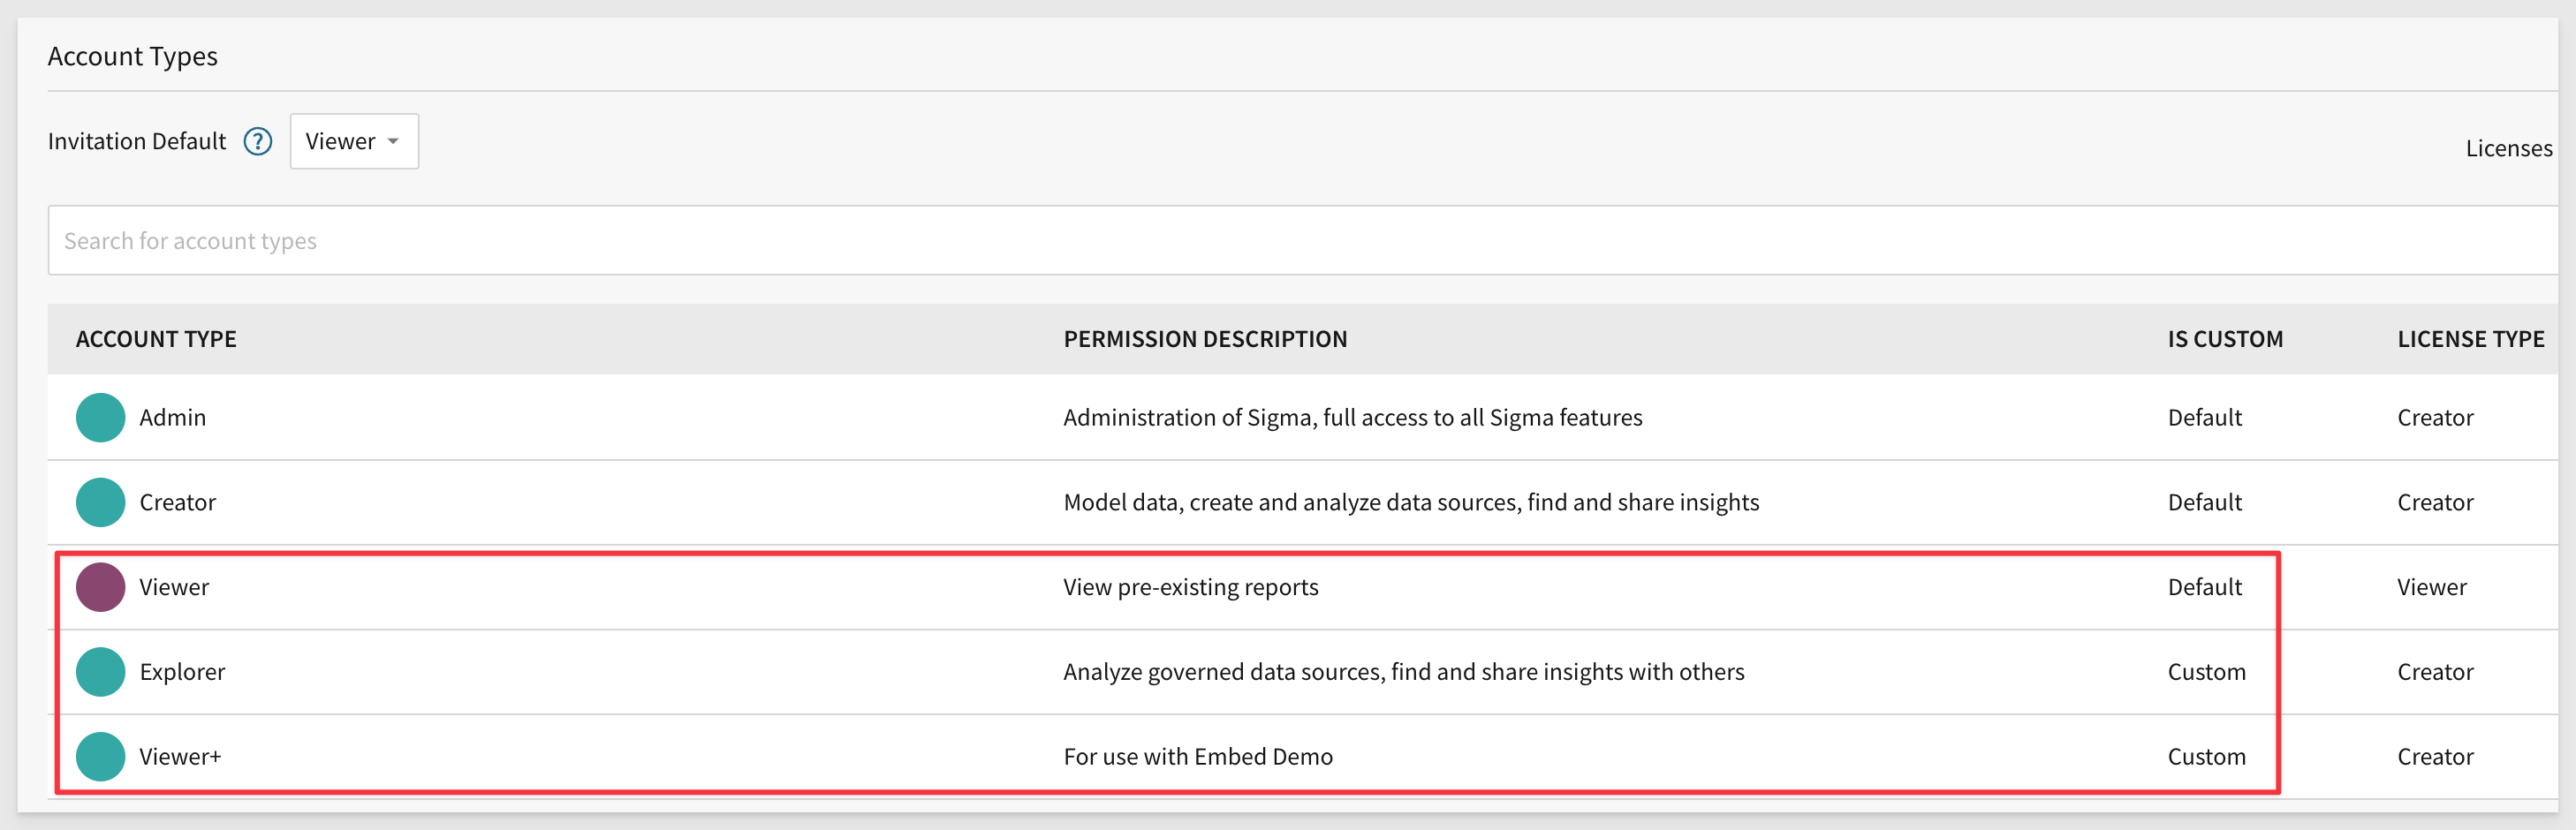 Account Types
Invitation Default ? Viewer
Licenses
Search for account types
ACCOUNT TYPE PERMISSION DESCRIPTION IS CUSTOM LICENSE TYPE
Admin Administration of Sigma, full access to all Sigma features Default Creator
Creator Model data, create and analyze data sources, find and share insights Default Creator
Viewer View pre-existing reports Default Viewer
Explorer Analyze governed data sources, find and share insights with others Custom Creator
Viewer+ For use with Embed Demo Custom Creator